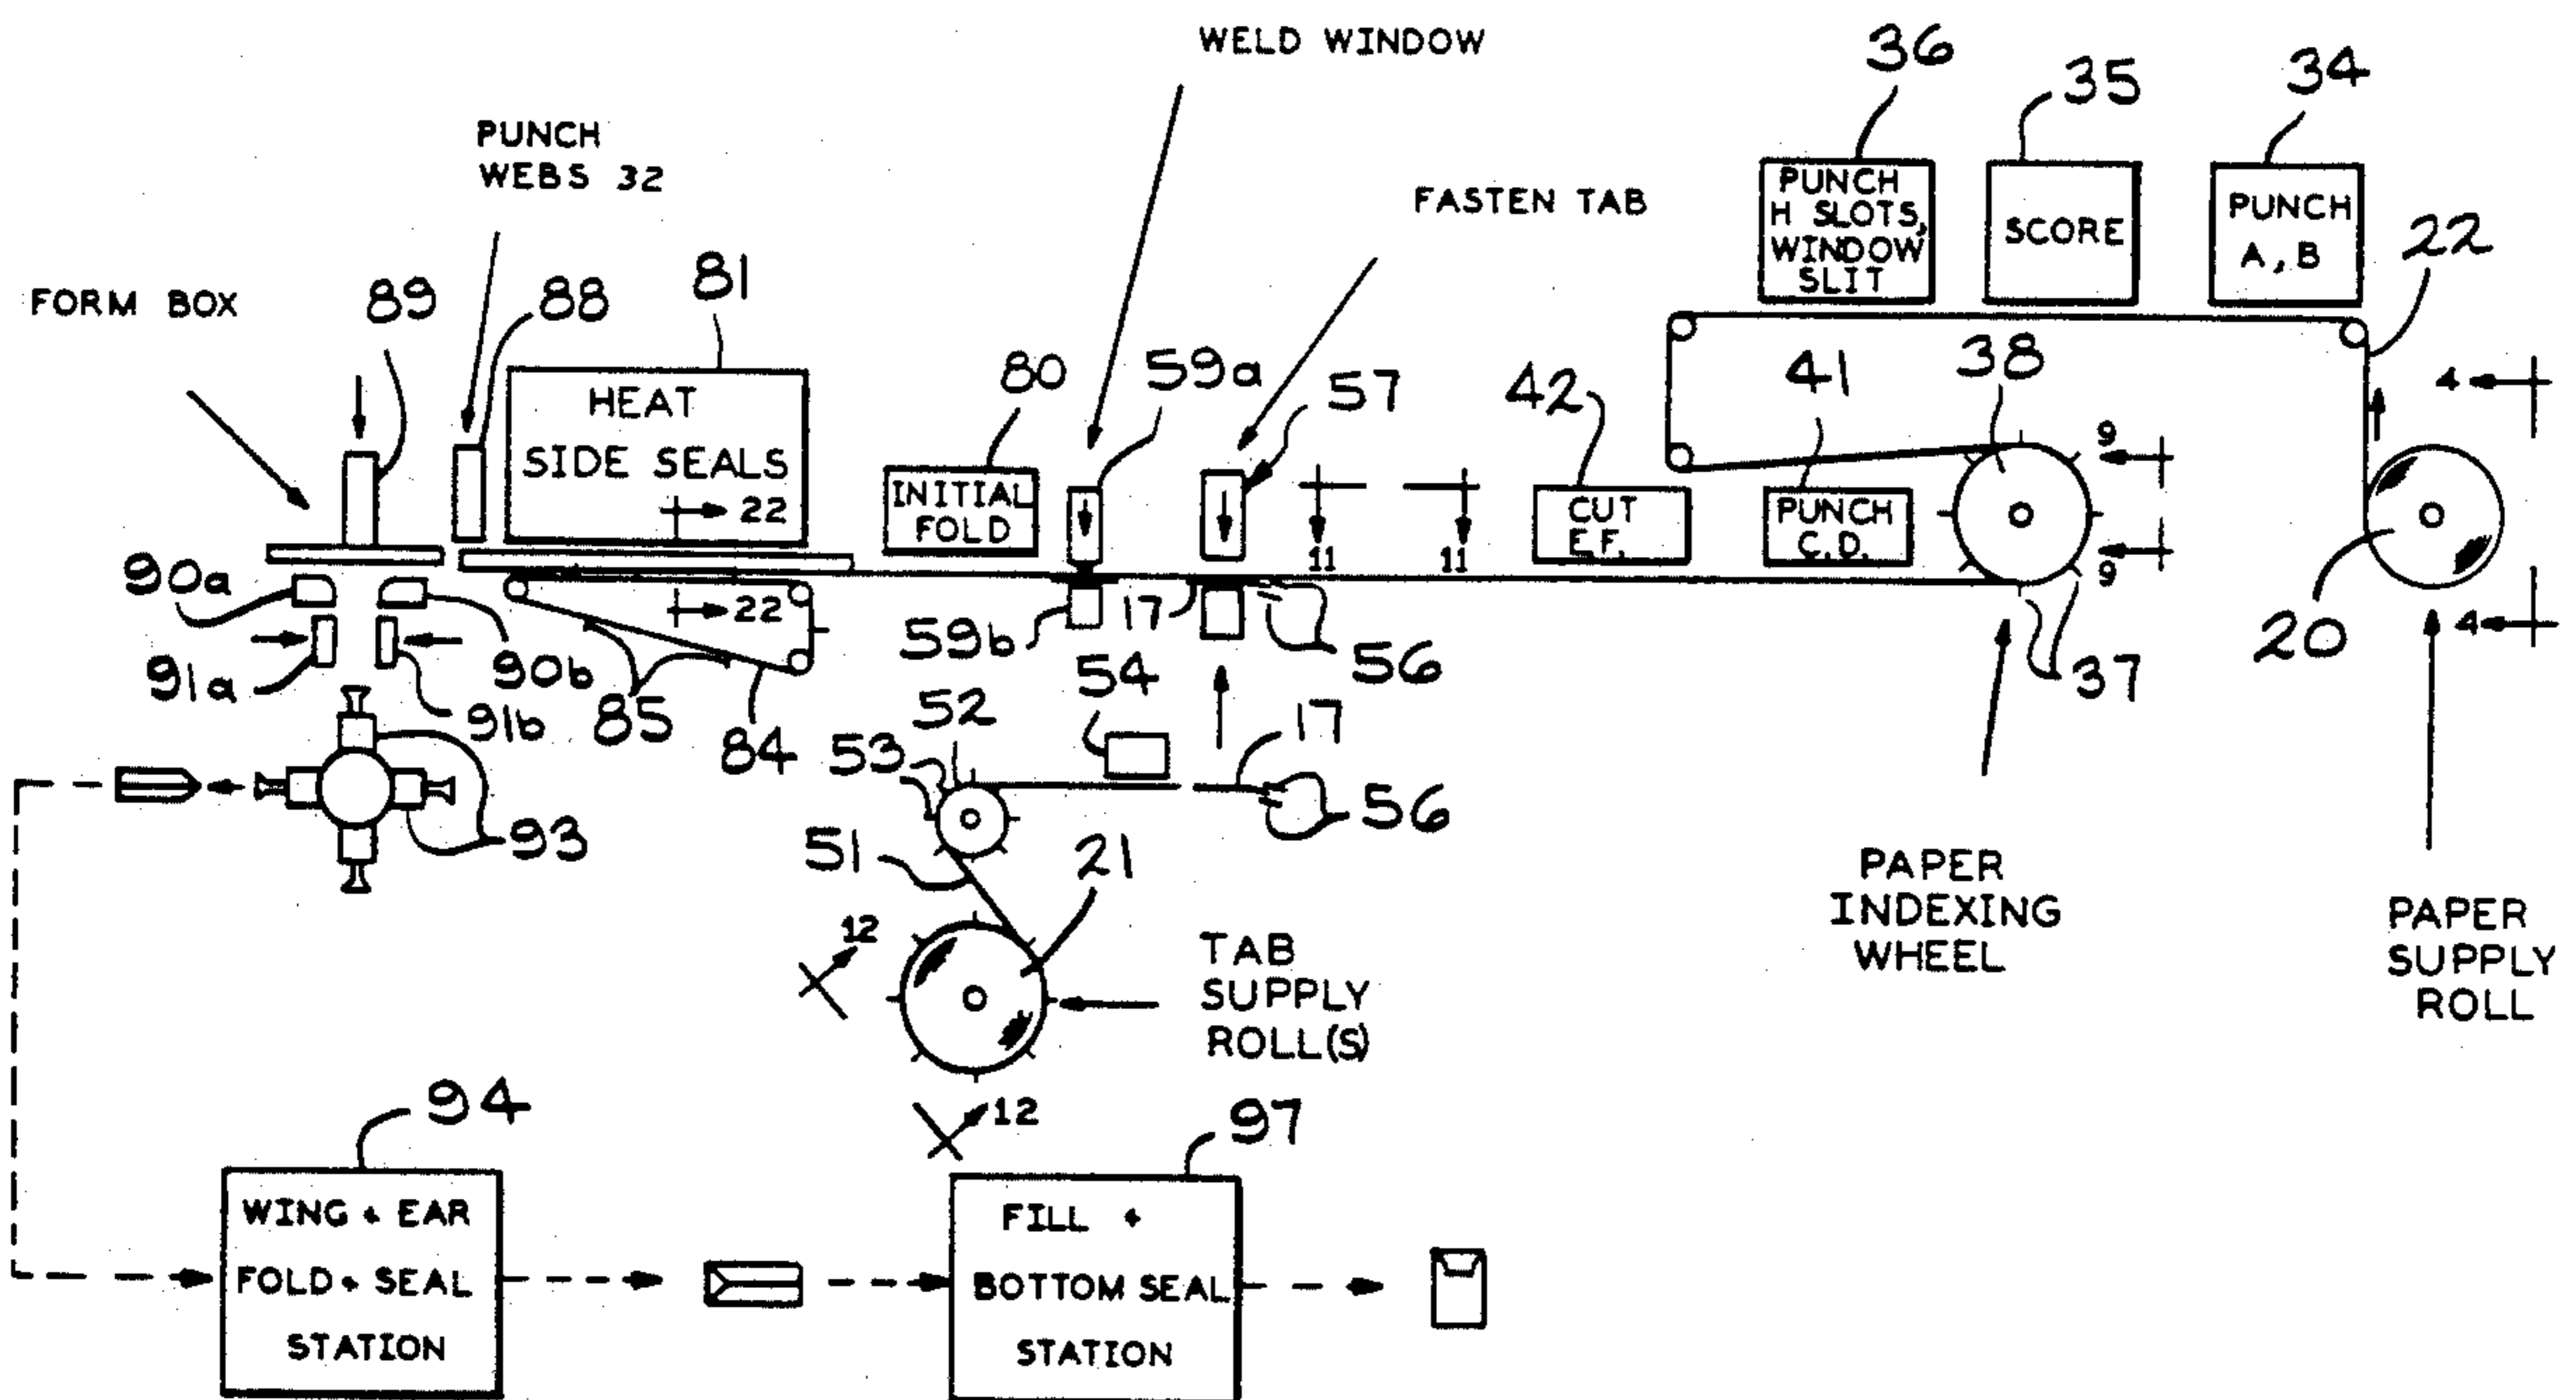 WELD WINDOW
36
35
34
PUNCH
WEBS 32
FASTEN TAB
PUNCH
H SLOTS,
WINDOW
SLIT
SCORE
PUNCH
A, B
22
FORM BOX
89
88
81
HEAT
SIDE SEALS
22
80
INITIAL
FOLD
59a
57
11
11
42
CUT
E.F.
41
PUNCH
C.D.
38
9
9
4
4
90a
90b
91a
91b
22
85
84
59b
17
56
37
20
54
52
53
17
56
93
51
21
12
12
TAB
SUPPLY
ROLL(S)
PAPER
INDEXING
WHEEL
PAPER
SUPPLY
ROLL
94
WING + EAR
FOLD + SEAL
STATION
97
FILL +
BOTTOM SEAL
STATION